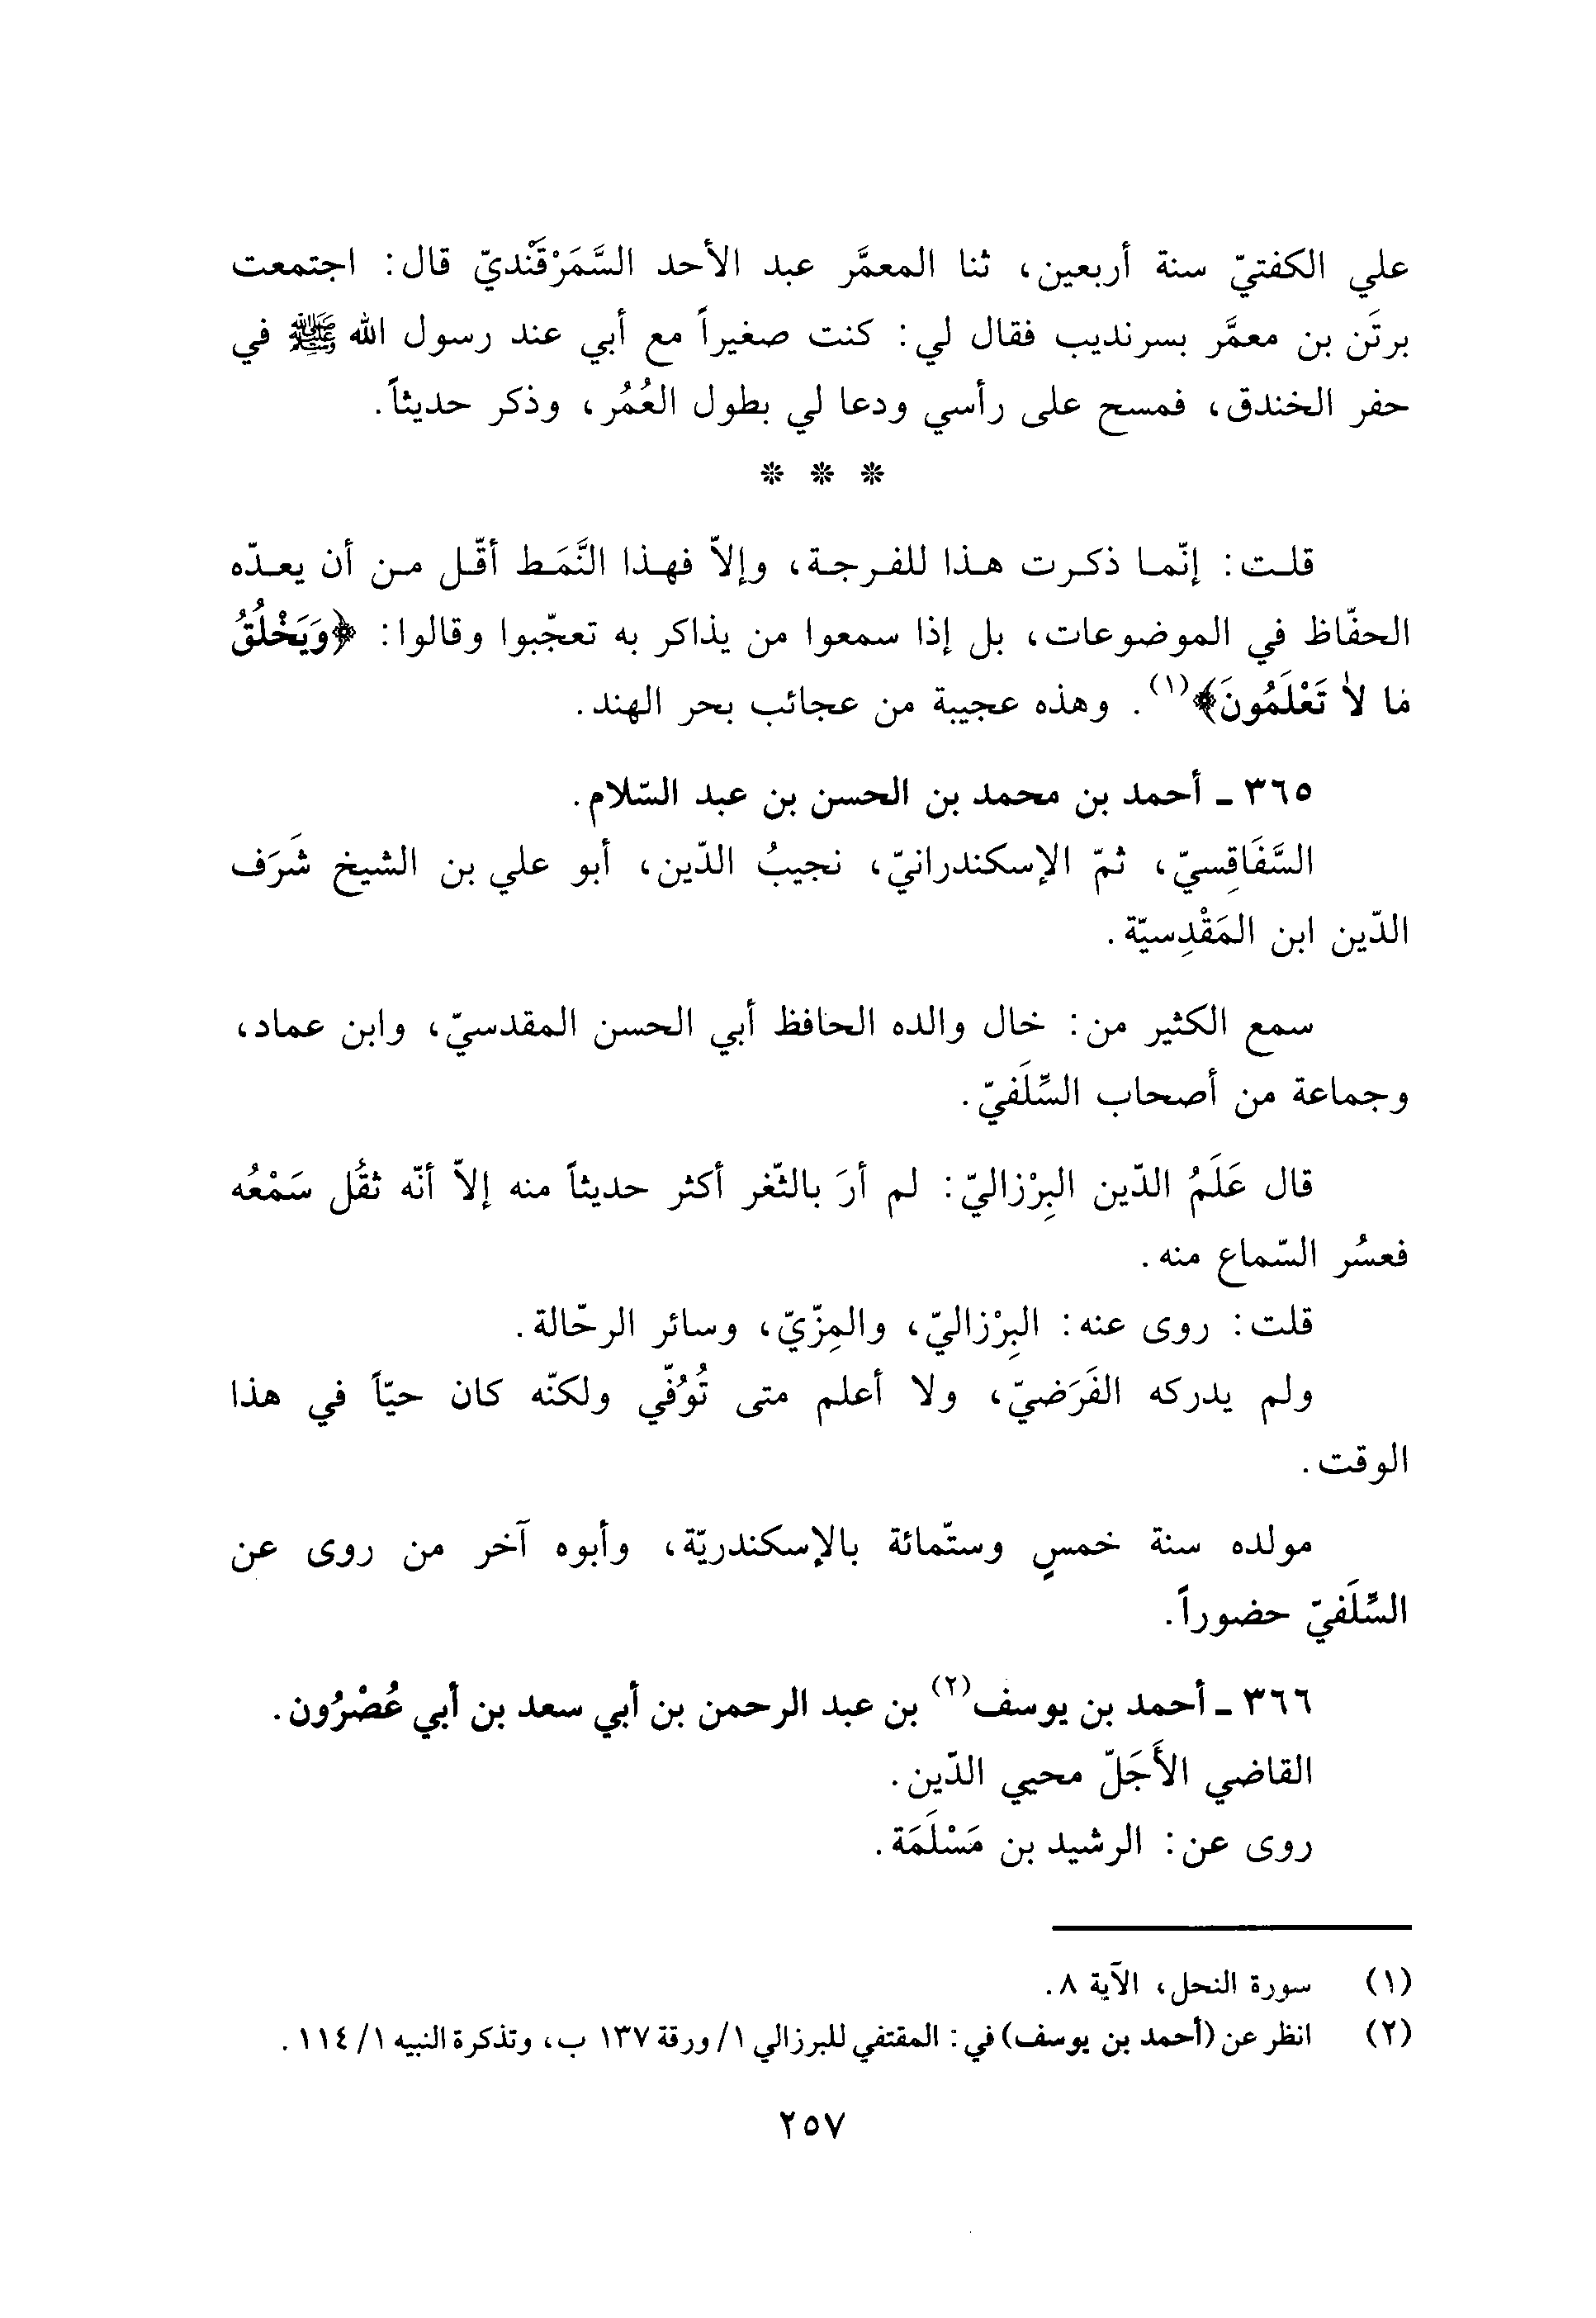 علي الكفتيّ سنة أربعين، ثنا المعمَّر عبد الأحد السَّمَرْقَنْديّ قال: اجتمعت
برتَن بن معمَّر بسرنديب فقال لي: كنت صغيراً مع أبي عند رسول الله ﷺ في
حفر الخندق، فمسح على رأسي ودعا لي بطول العُمُر، وذكر حديثاً.
* * *
قلت: إنّما ذكرت هذا للفرجة، وإلاّ فهذا النَّمَط أقّل من أن يعدّه
الحفّاظ في الموضوعات، بل إذا سمعوا من يذاكر به تعجّبوا وقالوا: ﴿وَيَخْلُقُ
مَا لاٰ تَعْلَمُونَ﴾(١). وهذه عجيبة من عجائب بحر الهند.
٣٦٥ ـ أحمد بن محمد بن الحسن بن عبد السّلام.
السَّفَاقِسيّ، ثمّ الإسكندرانيّ، نجيبُ الدّين، أبو علي بن الشيخ شَرَف
الدّين ابن المَقْدِسيّة.
سمع الكثير من: خال والده الحافظ أبي الحسن المقدسيّ، وابن عماد،
وجماعة من أصحاب السِّلَفيّ.
قال عَلَمُ الدّين البِرْزاليّ: لم أرَ بالثّغر أكثر حديثاً منه إلاّ أنّه ثقُل سَمْعُه
فعسُر السّماع منه.
قلت: روى عنه: البِرْزاليّ، والمِزّيّ، وسائر الرحّالة.
ولم يدركه الفَرَضيّ، ولا أعلم متى تُوُفّي ولكنّه كان حيّاً في هذا
الوقت.
مولده سنة خمسٍ وستّمائة بالإسكندريّة، وأبوه آخر من روى عن
السِّلَفيّ حضوراً.
٣٦٦ ـ أحمد بن يوسف(٢) بن عبد الرحمن بن أبي سعد بن أبي عُصْرُون.
القاضي الأَجَلّ محيي الدّين.
روى عن: الرشيد بن مَسْلَمَة.
(١) سورة النحل، الآية ٨.
(٢) انظر عن (أحمد بن يوسف) في: المقتفي للبرزالي ١/ ورقة ١٣٧ ب، وتذكرة النبيه ١/ ١١٤.
٢٥٧